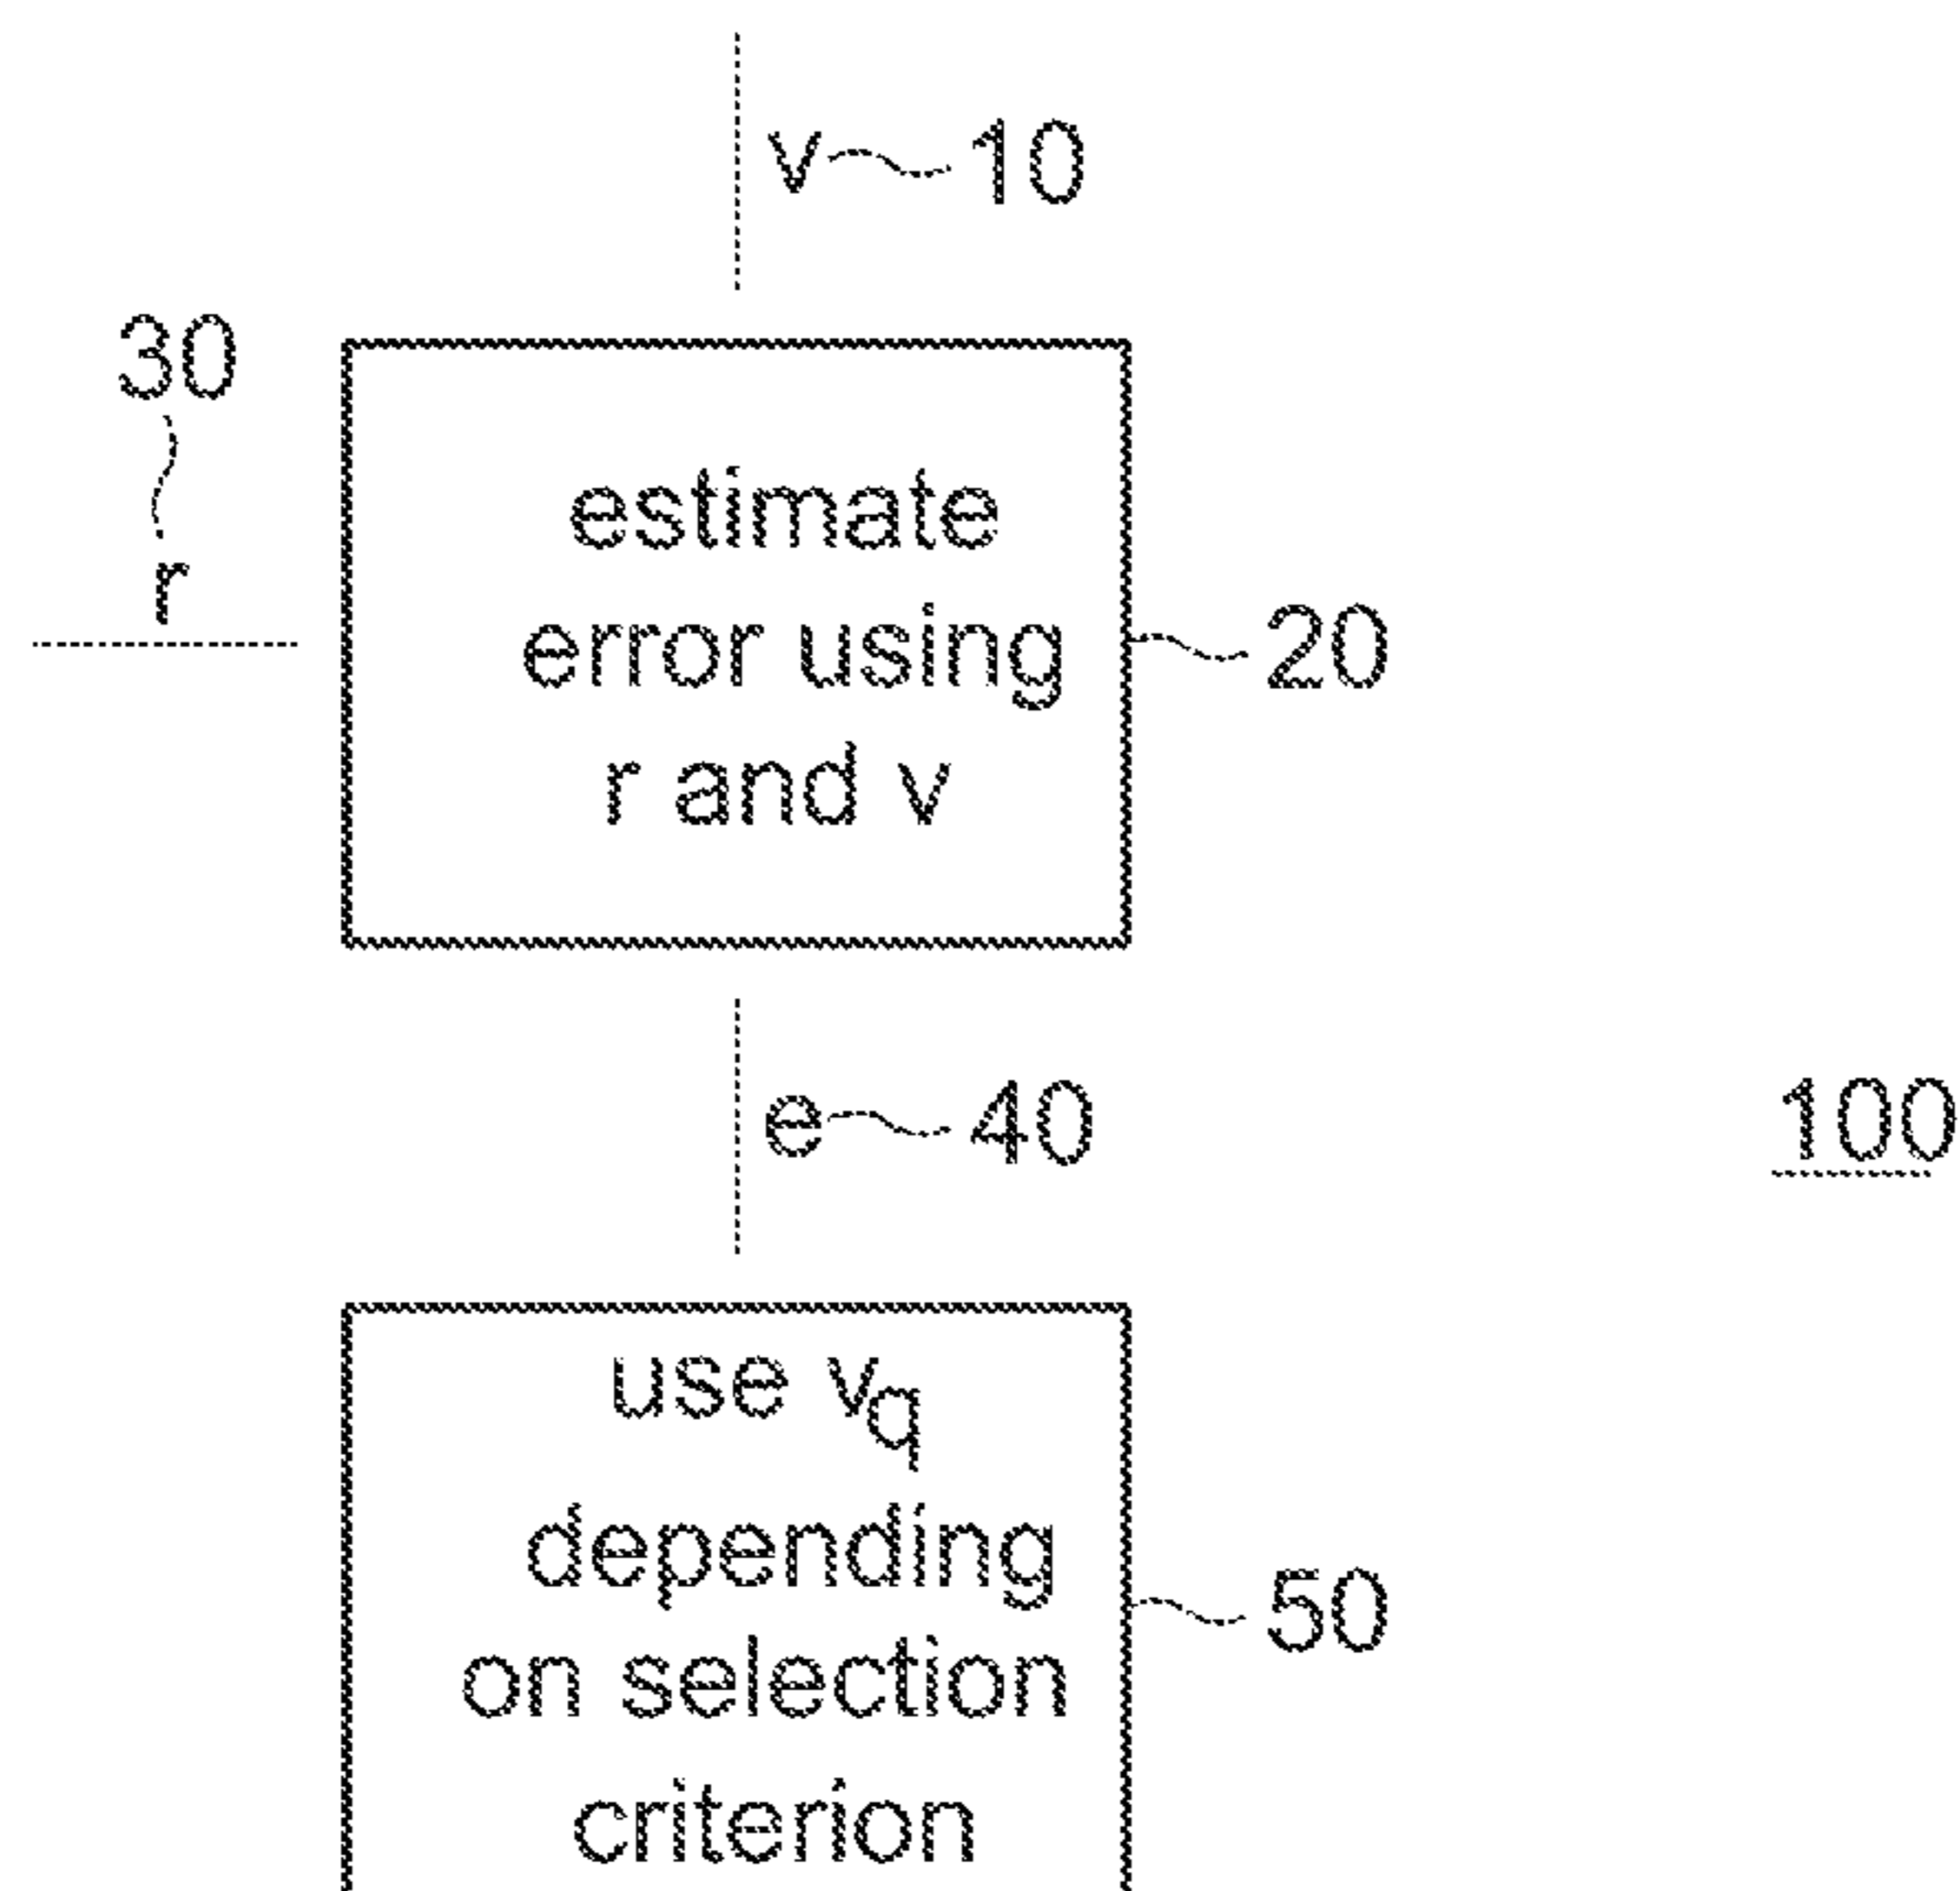 v 10
30
r
estimate
error using
r and v
20
e 40
100
use vq
depending
on selection
criterion
50